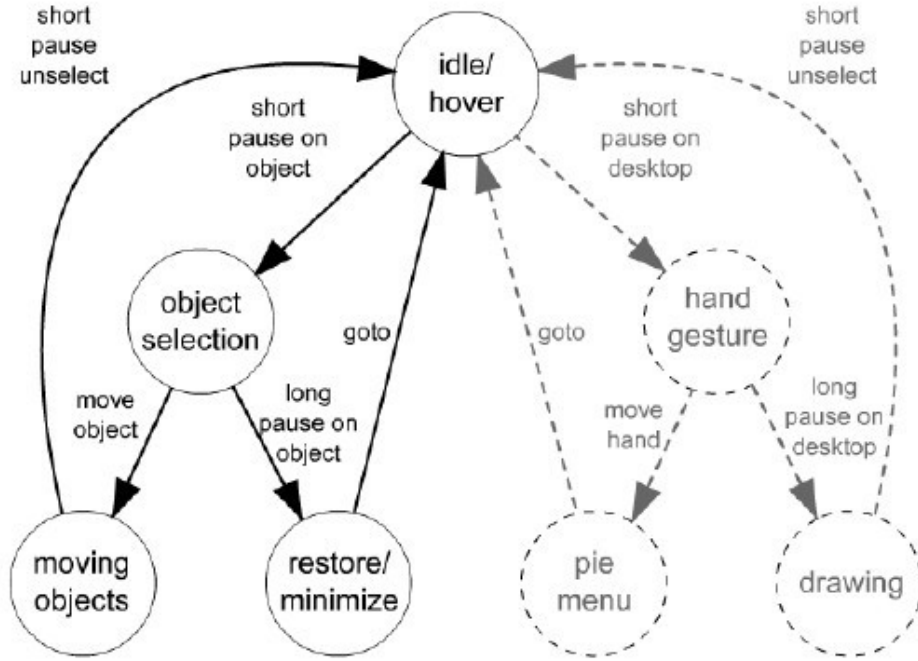 short
pause
unselect
idle/
hover
short
pause
unselect
short
pause on
object
short
pause on
desktop
object
selection
goto
goto
hand
gesture
move
object
long
pause on
object
move
hand
long
pause on
desktop
moving
objects
restore/
minimize
pie
menu
drawing